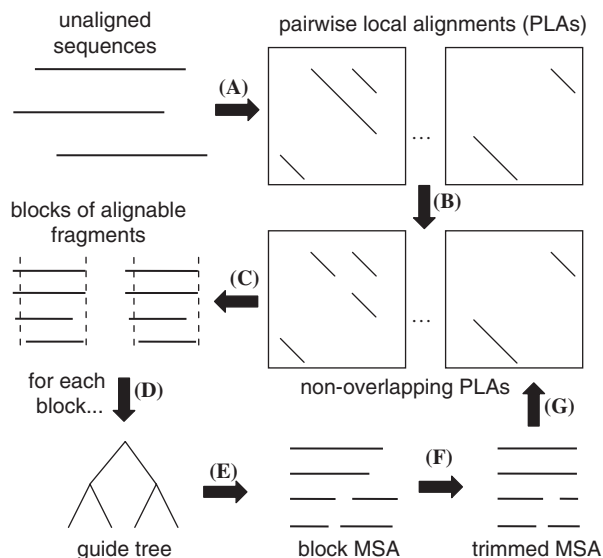 unaligned
sequences
pairwise local alignments (PLAs)
(A)
...
...
(B)
blocks of alignable
fragments
(C)
...
...
non-overlapping PLAs
for each
block...
(D)
(G)
(E)
(F)
guide tree
block MSA
trimmed MSA